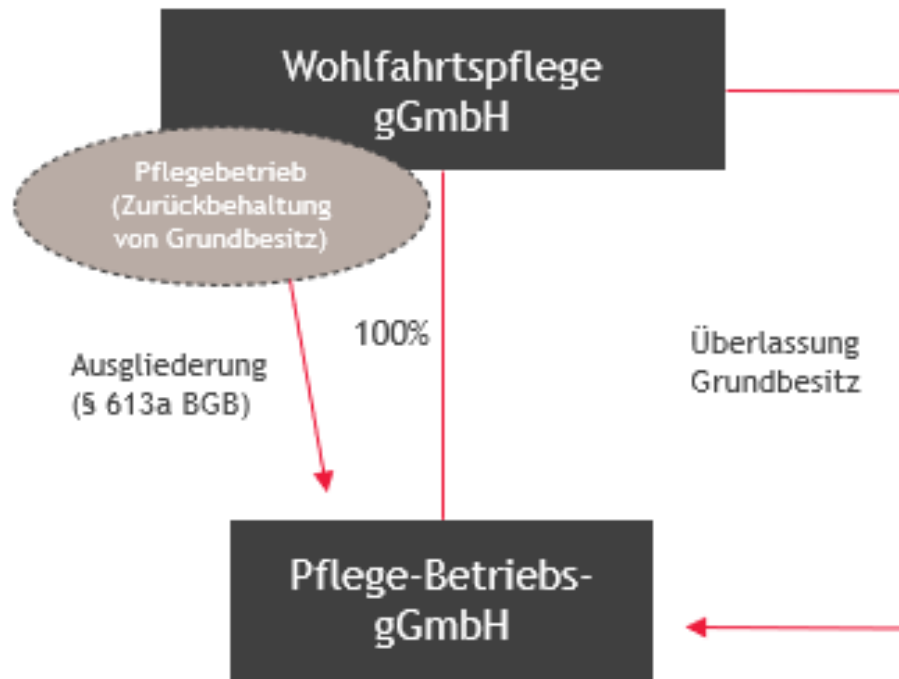 Wohlfahrtspflege
gGmbH
Pflegebetrieb
(Zurückbehaltung
von Grundbesitz)
100%
Ausgliederung
(§ 613a BGB)
Überlassung
Grundbesitz
Pflege-Betriebs-
gGmbH